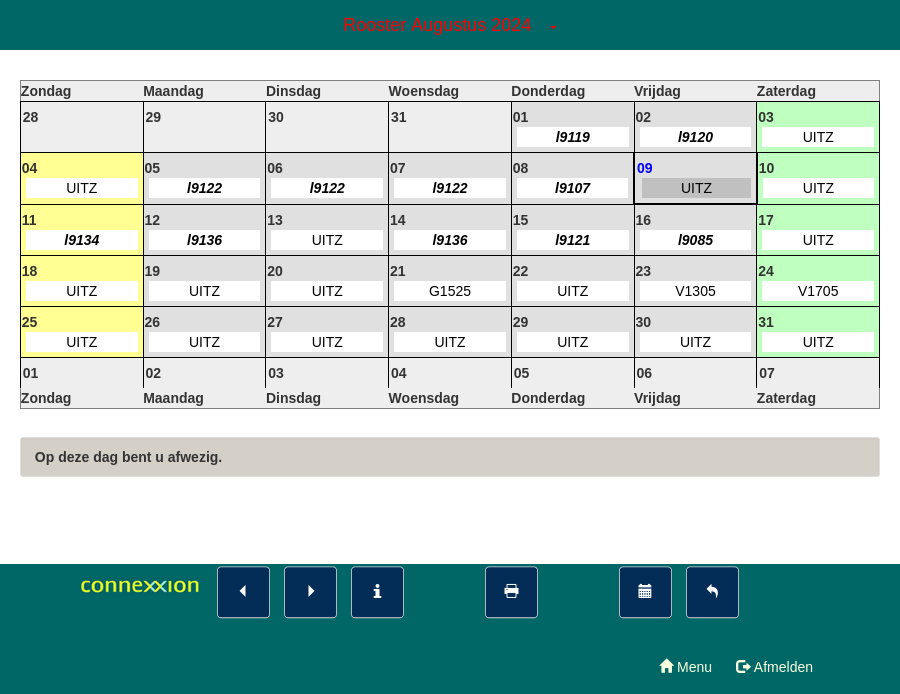 Rooster Augustus 2024
Zondag Maandag Dinsdag Woensdag Donderdag Vrijdag Zaterdag
28 29 30 31 01 02 03
l9119 l9120 UITZ
04 05 06 07 08 09 10
UITZ l9122 l9122 l9122 l9107 UITZ UITZ
11 12 13 14 15 16 17
l9134 l9136 UITZ l9136 l9121 l9085 UITZ
18 19 20 21 22 23 24
UITZ UITZ UITZ G1525 UITZ V1305 V1705
25 26 27 28 29 30 31
UITZ UITZ UITZ UITZ UITZ UITZ UITZ
01 02 03 04 05 06 07
Zondag Maandag Dinsdag Woensdag Donderdag Vrijdag Zaterdag
Op deze dag bent u afwezig.
connexxion
Menu Afmelden